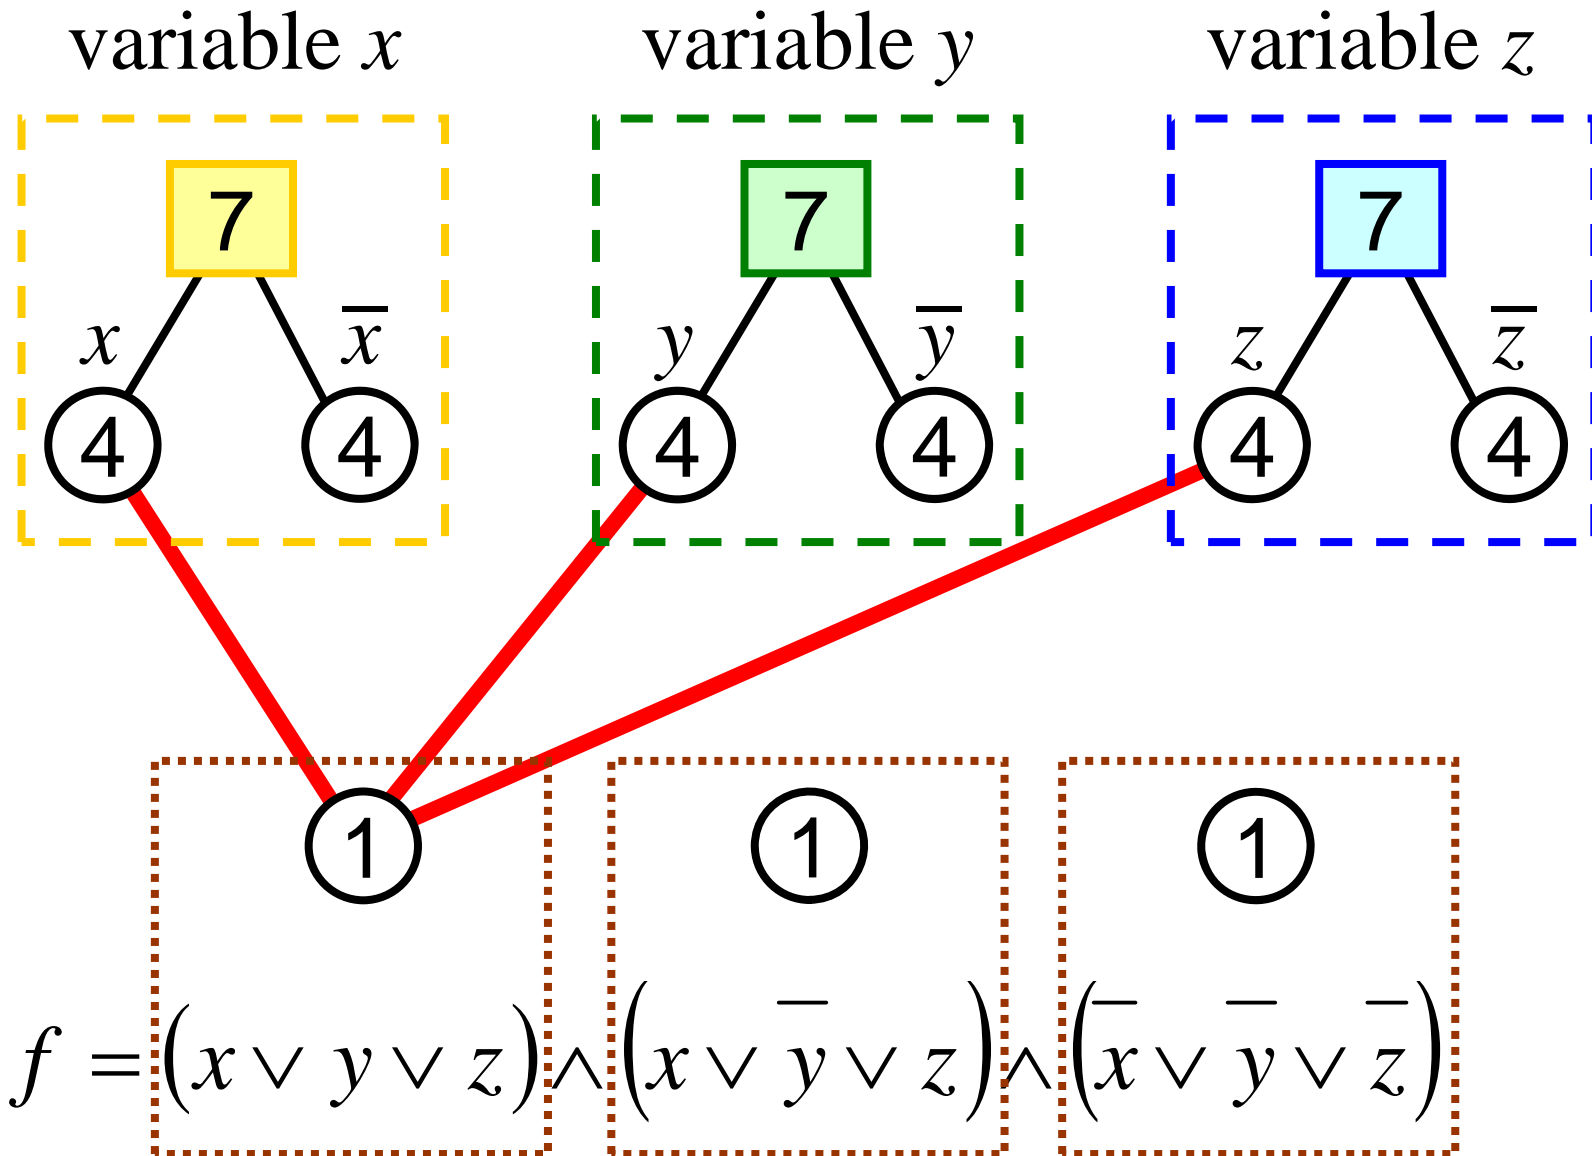 variable x variable y variable z
7 7 7
x x̅ y y̅ z z̅
4 4 4 4 4 4
1 1 1
f = (x ∨ y ∨ z) ∧ (x ∨ y̅ ∨ z) ∧ (x̅ ∨ y̅ ∨ z̅)